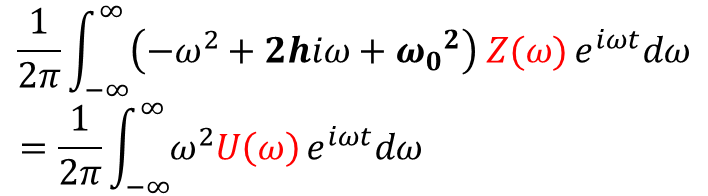 1/2π ∫_{-∞}^{∞} (−ω² + 2hiω + ω₀²) Z(ω) e^{iωt} dω
= 1/2π ∫_{-∞}^{∞} ω² U(ω) e^{iωt} dω